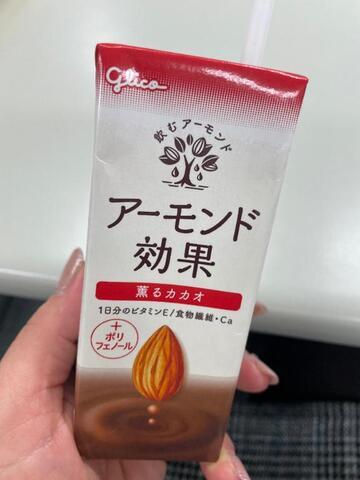 Glico
飲むアーモンド
アーモンド
効果
薫るカカオ
1日分のビタミンE/食物繊維・Ca
+
ポリ
フェノール